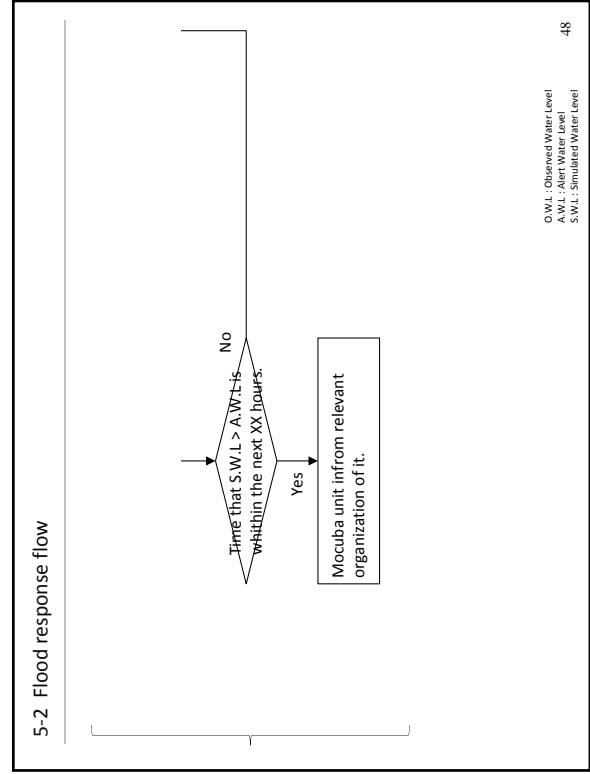 5-2 Flood response flow
Time that S.W.L > A.W.L is
whithin the next XX hours.
No
Yes
Mocuba unit infrom relevant
organization of it.
O.W.L : Observed Water Level
A.W.L : Alert Water Level
S.W.L : Simulated Water Level
48